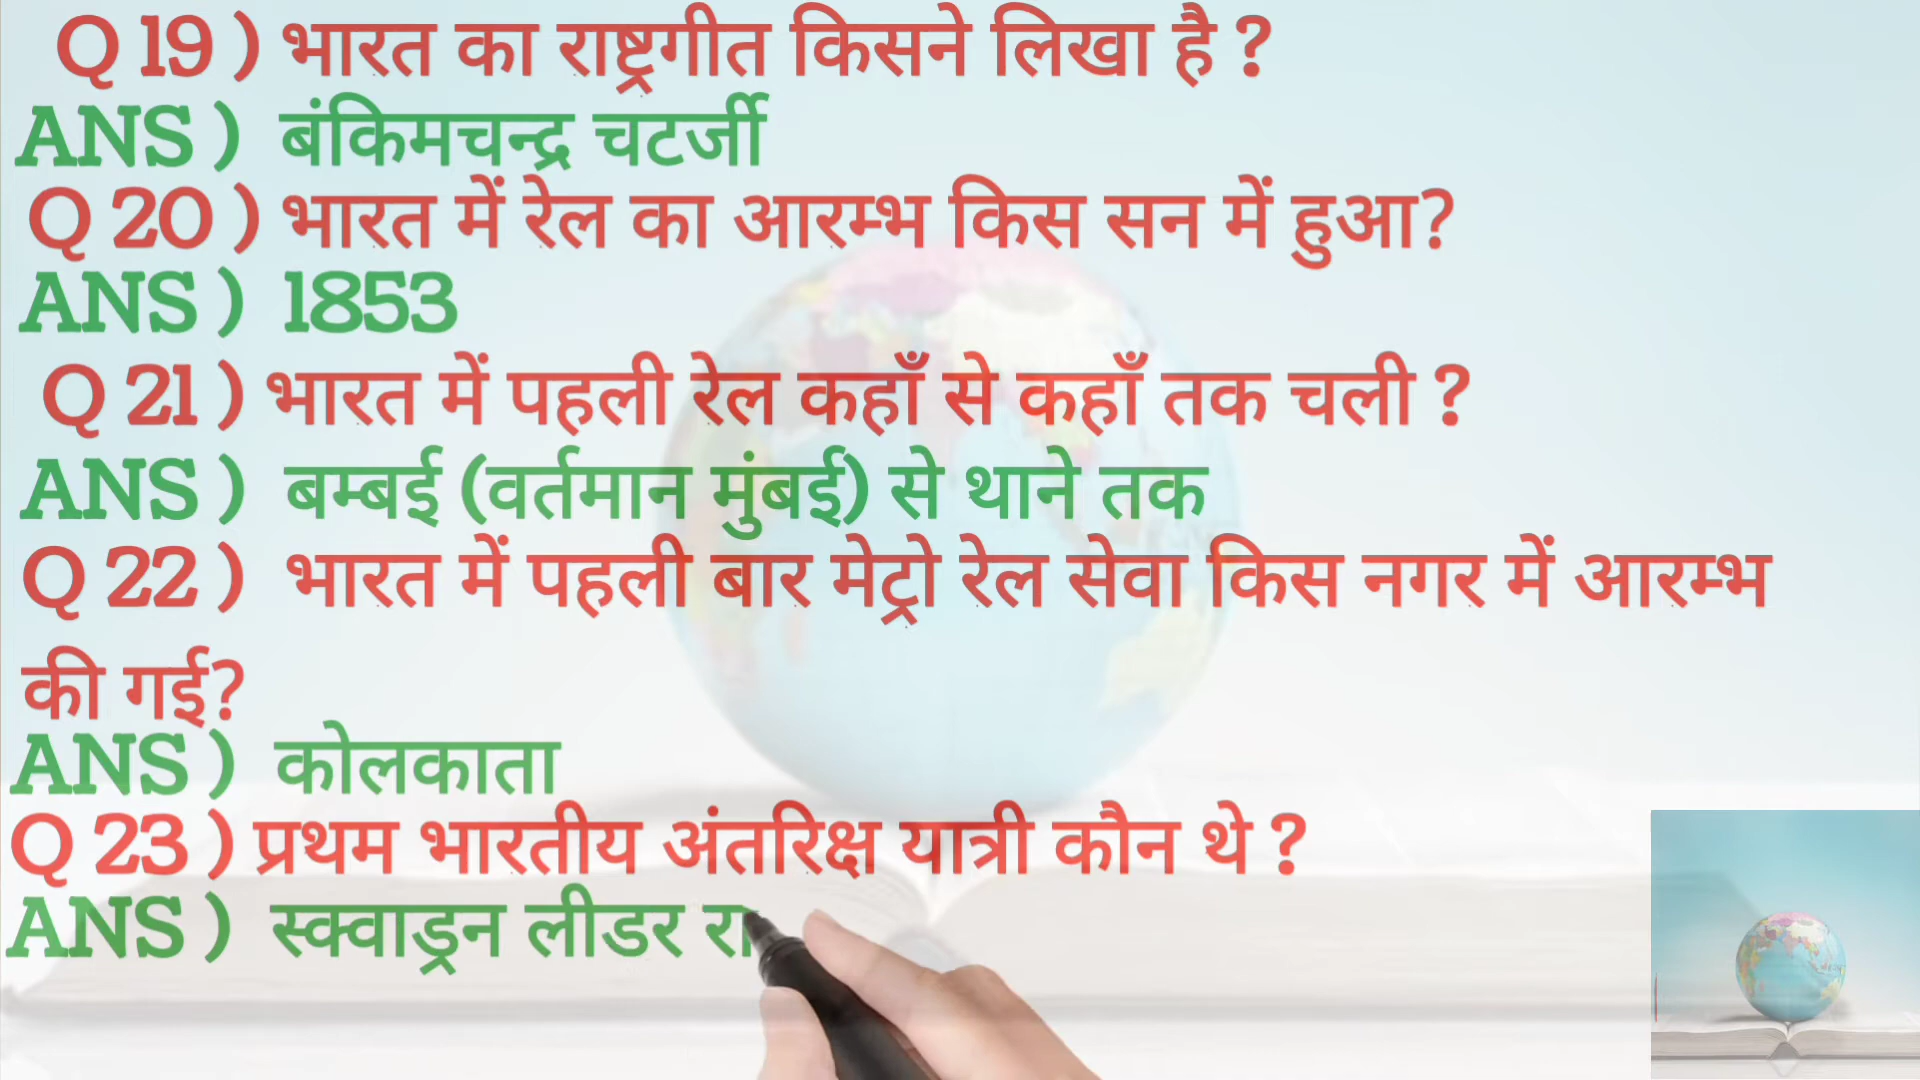 Q 19 ) भारत का राष्ट्रगीत किसने लिखा है ?
ANS ) बंकिमचन्द्र चटर्जी
Q 20 ) भारत में रेल का आरम्भ किस सन में हुआ?
ANS ) 1853
Q 21 ) भारत में पहली रेल कहाँ से कहाँ तक चली ?
ANS ) बम्बई (वर्तमान मुंबई) से थाने तक
Q 22 ) भारत में पहली बार मेट्रो रेल सेवा किस नगर में आरम्भ
की गई?
ANS ) कोलकाता
Q 23 ) प्रथम भारतीय अंतरिक्ष यात्री कौन थे ?
ANS ) स्क्वाड्रन लीडर रा